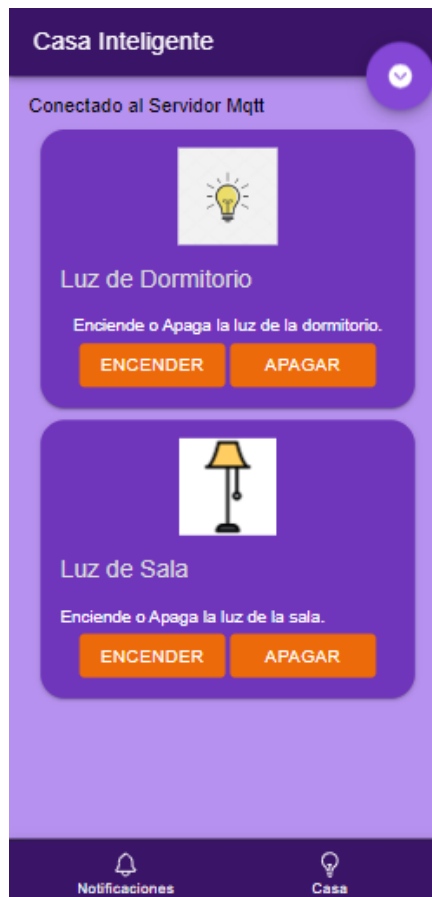 Casa Inteligente
Conectado al Servidor Mqtt
Luz de Dormitorio
Enciende o Apaga la luz de la dormitorio.
ENCENDER APAGAR
Luz de Sala
Enciende o Apaga la luz de la sala.
ENCENDER APAGAR
Notificaciones Casa